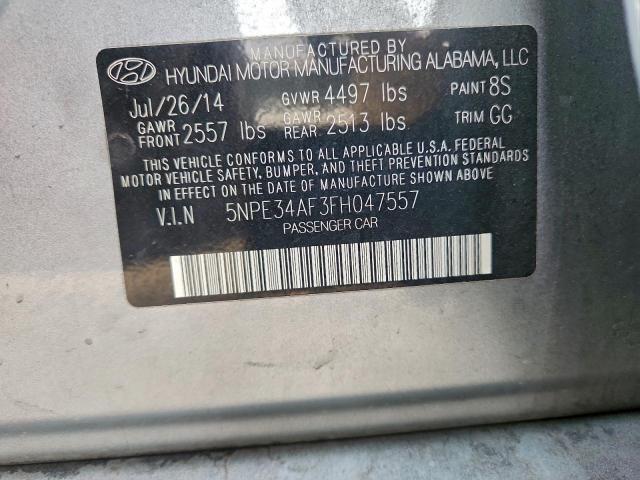 MANUFACTURED BY
HYUNDAI MOTOR MANUFACTURING ALABAMA, LLC
Jul/26/14 GVWR 4497 lbs PAINT 8S
GAWR FRONT 2557 lbs GAWR REAR 2513 lbs TRIM GG
THIS VEHICLE CONFORMS TO ALL APPLICABLE U.S.A. FEDERAL
MOTOR VEHICLE SAFETY, BUMPER, AND THEFT PREVENTION STANDARDS
IN EFFECT ON THE DATE OF MANUFACTURE SHOWN ABOVE.
V.I.N 5NPE34AF3FH047557
PASSENGER CAR